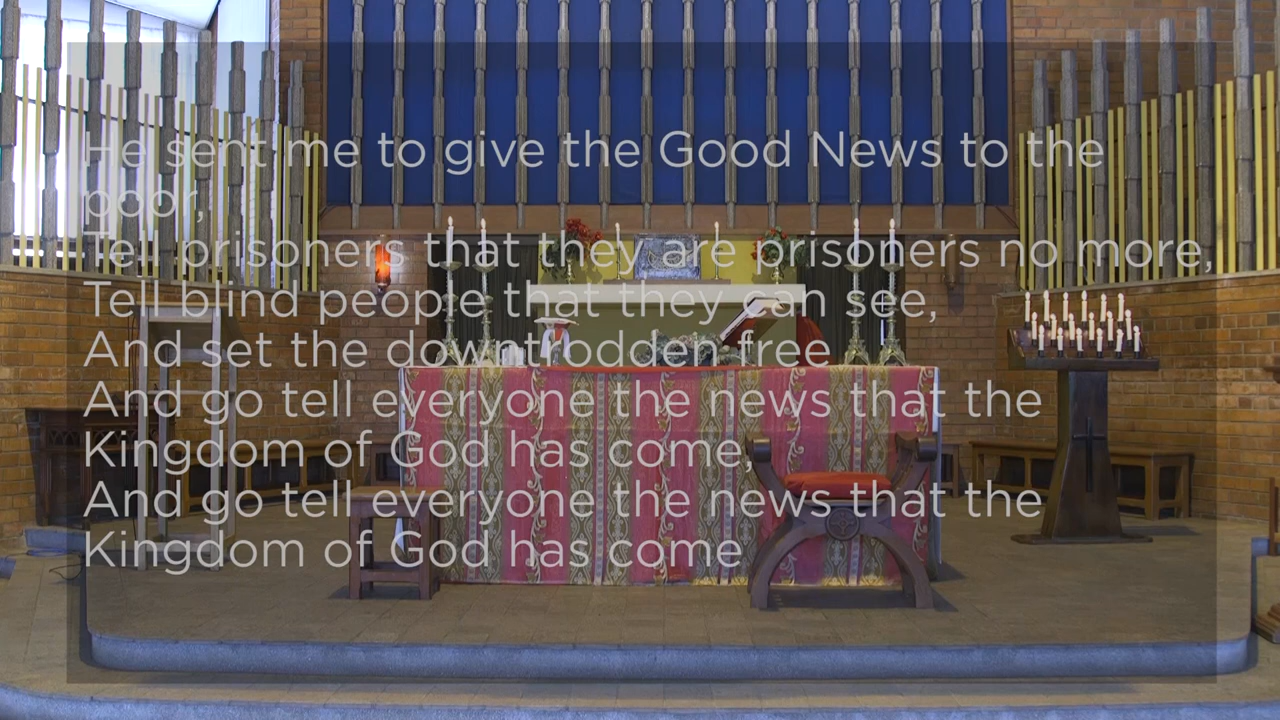 He sent me to give the Good News to the
poor,
Tell prisoners that they are prisoners no more,
Tell blind people that they can see,
And set the downtrodden free
And go tell everyone the news that the
Kingdom of God has come,
And go tell everyone the news that the
Kingdom of God has come